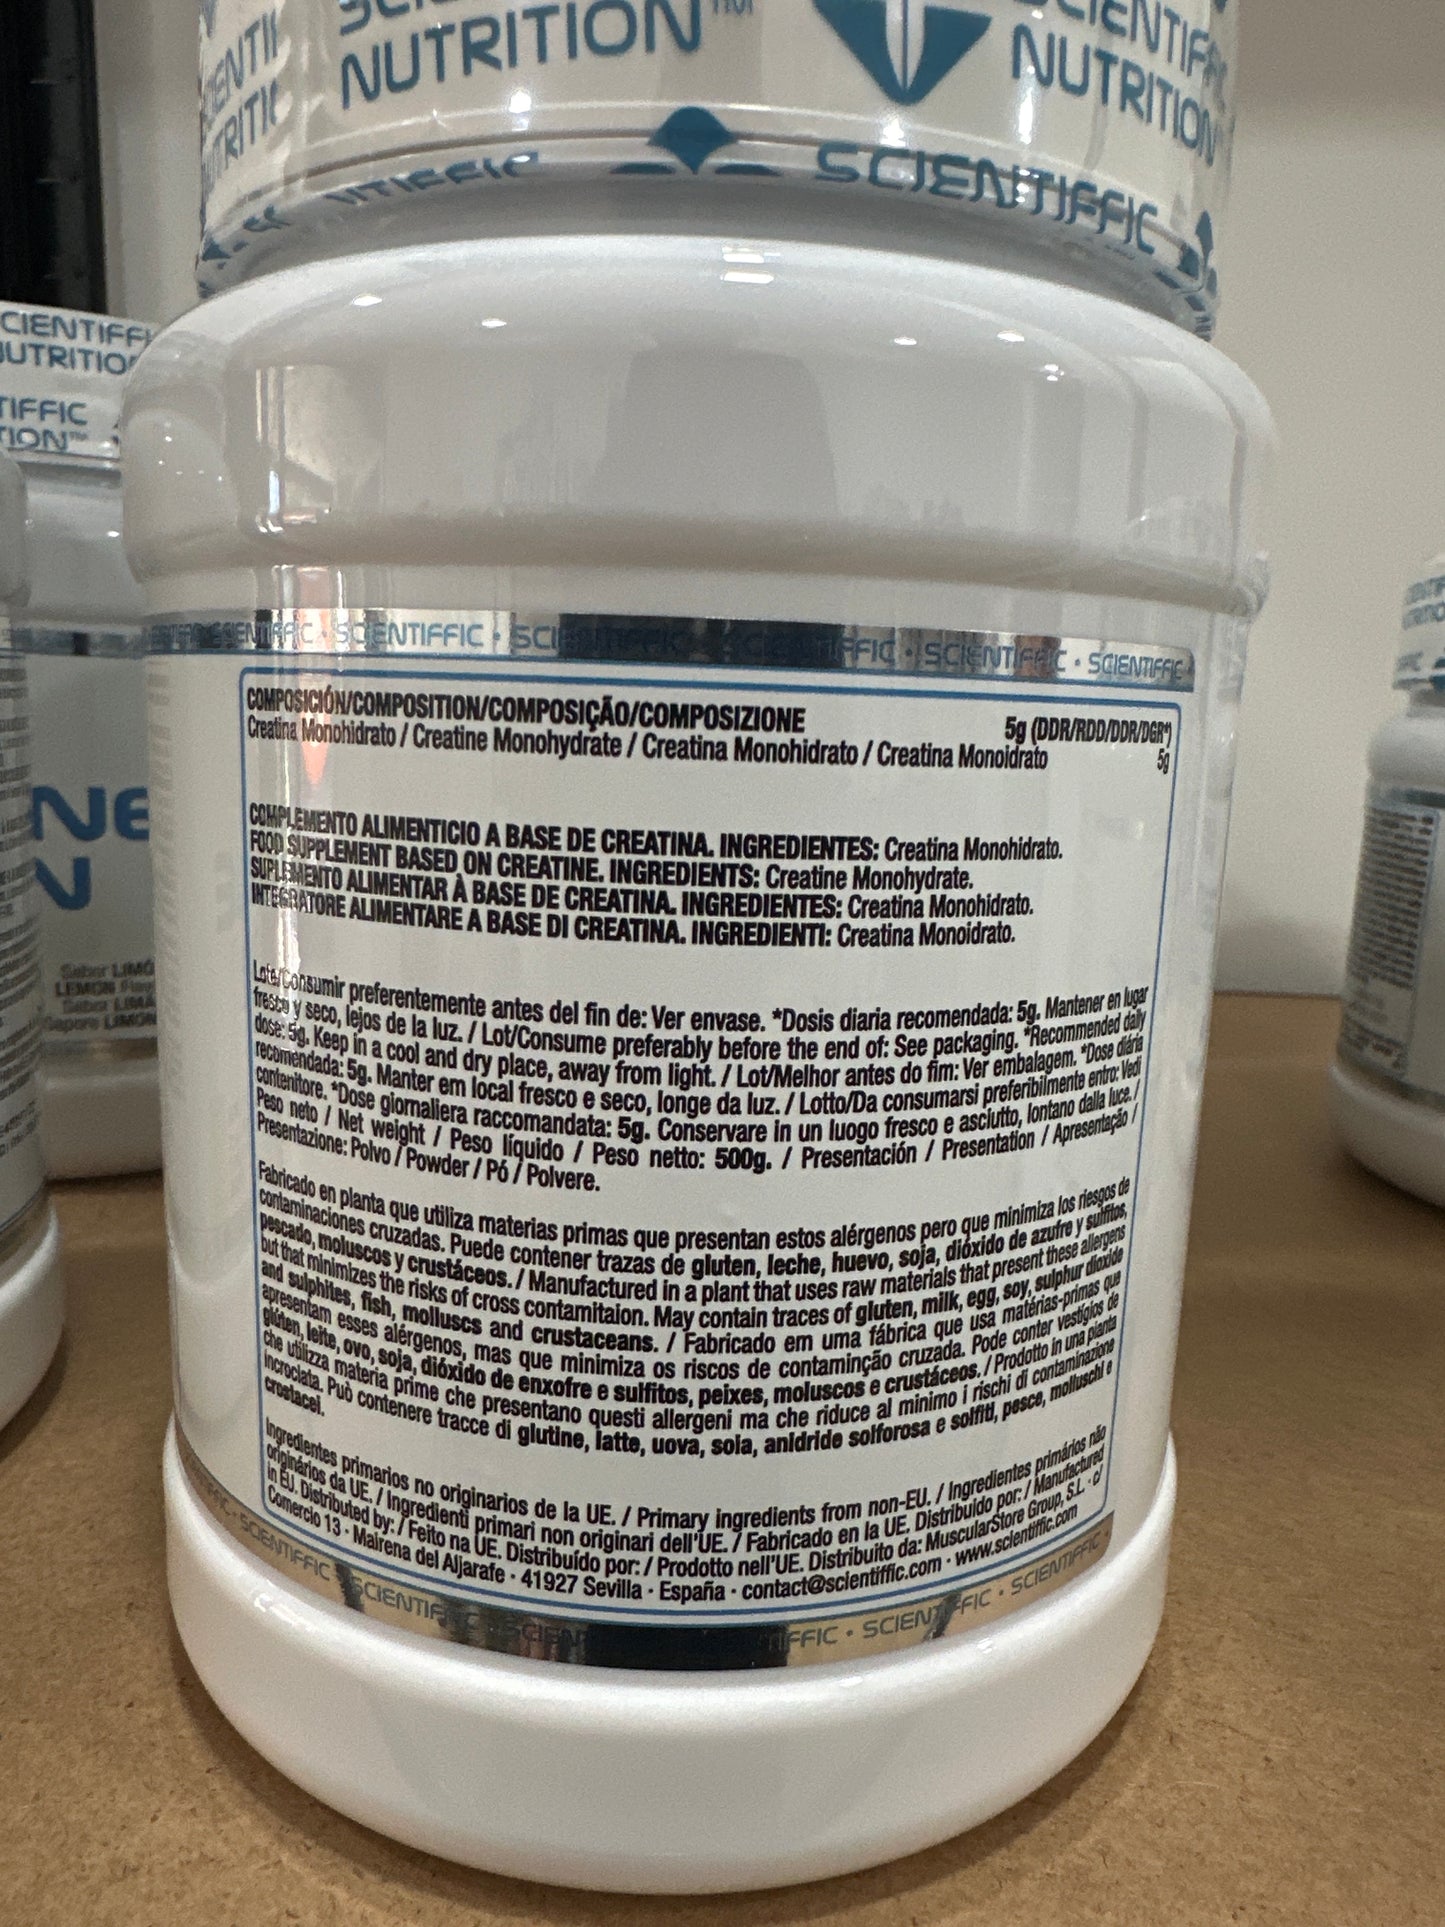 NUTRITION™
SCIENTIFFIC
NUTRITION
SCIENTIFFIC
SCIENTIFFIC · SCIENTIFFIC
COMPOSICIÓN/COMPOSITION/COMPOSIÇÃO/COMPOSIZIONE 5g (DDR/RDD/DDR/DGR*)
Creatina Monohidrato / Creatine Monohydrate / Creatina Monohidrato / Creatina Monoidrato 5g
COMPLEMENTO ALIMENTICIO A BASE DE CREATINA. INGREDIENTES: Creatina Monohidrato.
FOOD SUPPLEMENT BASED ON CREATINE. INGREDIENTS: Creatine Monohydrate.
SUPLEMENTO ALIMENTAR À BASE DE CREATINA. INGREDIENTES: Creatina Monohidrato.
INTEGRATORE ALIMENTARE A BASE DI CREATINA. INGREDIENTI: Creatina Monoidrato.
Lote/Consumir preferentemente antes del fin de: Ver envase. *Dosis diaria recomendada: 5g. Mantener en lugar
fresco y seco, lejos de la luz. / Lot/Consume preferably before the end of: See packaging. *Recommended daily
dose: 5g. Keep in a cool and dry place, away from light. / Lot/Melhor antes do fim: Ver embalagem. *Dose diária
recomendada: 5g. Manter em local fresco e seco, longe da luz. / Lotto/Da consumarsi preferibilmente entro: Vedi
contenitore. *Dose giornaliera raccomandata: 5g. Conservare in un luogo fresco e asciutto, lontano dalla luce. /
Peso neto / Net weight / Peso líquido / Peso netto: 500g. / Presentación / Presentation / Apresentação /
Presentazione: Polvo / Powder / Pó / Polvere.
Fabricado en planta que utiliza materias primas que presentan estos alérgenos pero que minimiza los riesgos de
contaminaciones cruzadas. Puede contener trazas de gluten, leche, huevo, soja, dióxido de azufre y sulfitos,
pescado, moluscos y crustáceos. / Manufactured in a plant that uses raw materials that present these allergens
but that minimizes the risks of cross contamitaion. May contain traces of gluten, milk, egg, soy, sulphur dioxide
and sulphites, fish, molluscs and crustaceans. / Fabricado em uma fábrica que usa matérias-primas que
apresentam esses alérgenos, mas que minimiza os riscos de contaminção cruzada. Pode conter vestígios de
glúten, leite, ovo, soja, dióxido de enxofre e sulfitos, peixes, moluscos e crustáceos. / Prodotto in una pianta
che utilizza materia prime che presentano questi allergeni ma che riduce al minimo i rischi di contaminazione
incrociata. Può contenere tracce di glutine, latte, uova, soia, anidride solforosa e solfiti, pesce, molluschi e
crostacei.
Ingredientes primarios no originarios de la UE. / Primary ingredients from non-EU. / Ingredientes primários não
originários da UE. / Ingredienti primari non originari dell'UE. / Fabricado en la UE. Distribuido por: / Manufactured
in EU. Distributed by: / Feito na UE. Distribuído por: / Prodotto nell'UE. Distribuito da: MuscularStore Group, S.L. · c/
Comercio 13 · Mairena del Aljarafe · 41927 Sevilla · España · contact@scientiffic.com · www.scientiffic.com
SCIENTIFFIC · SCIENTIFFIC